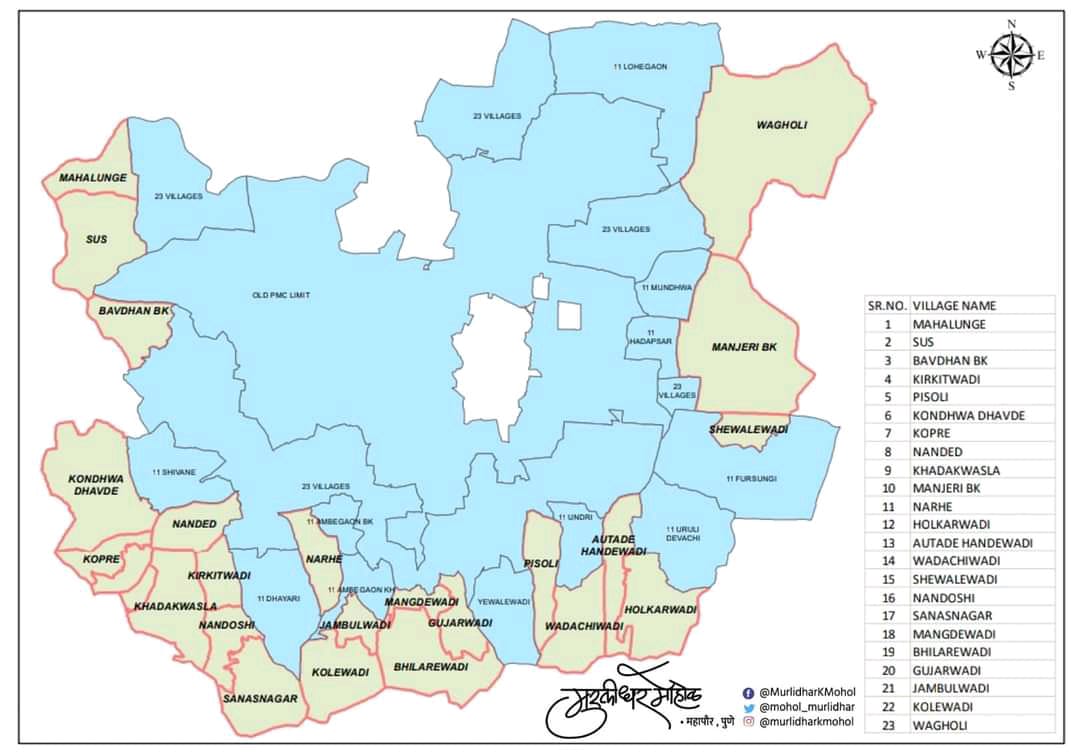 N
W E
S
11 LOHEGAON
23 VILLAGES
WAGHOLI
MAHALUNGE
23 VILLAGES
SUS
23 VILLAGES
OLD PMC LIMIT
11 MUNDHWA
BAVDHAN BK
11
HADAPSAR
MANJERI BK
23
VILLAGES
SHEWALEWADI
11 SHIVANE
KONDHWA
DHAVDE
23 VILLAGES
11 FURSUNGI
NANDED
11 AMBEGAON BK
11 UNDRI
11 URULI
DEVACHI
AUTADE
HANDEWADI
KOPRE
NARHE
PISOLI
KIRKITWADI
11 DHAYARI
11 AMBEGAON KH
MANGDEWADI
YEWALEWADI
KHADAKWASLA
HOLKARWADI
NANDOSHI
JAMBULWADI
GUJARWADI
WADACHIWADI
KOLEWADI
BHILAREWADI
SANASNAGAR
SR.NO. VILLAGE NAME
1 MAHALUNGE
2 SUS
3 BAVDHAN BK
4 KIRKITWADI
5 PISOLI
6 KONDHWA DHAVDE
7 KOPRE
8 NANDED
9 KHADAKWASLA
10 MANJERI BK
11 NARHE
12 HOLKARWADI
13 AUTADE HANDEWADI
14 WADACHIWADI
15 SHEWALEWADI
16 NANDOSHI
17 SANASNAGAR
18 MANGDEWADI
19 BHILAREWADI
20 GUJARWADI
21 JAMBULWADI
22 KOLEWADI
23 WAGHOLI
मुरलीधर मोहोळ
• महापौर, पुणे
@MurlidharKMohol
@mohol_murlidhar
@murlidharkmohol